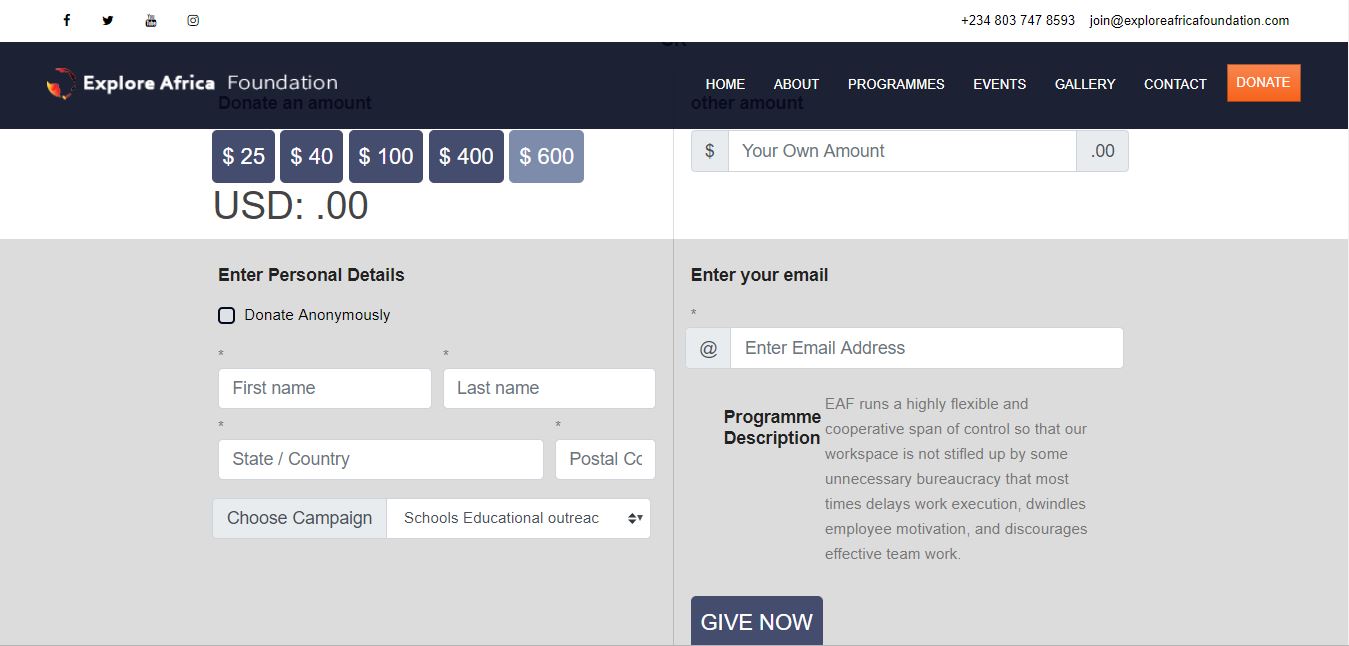 +234 803 747 8593 join@exploreafricafoundation.com
OR
Explore Africa Foundation
HOME ABOUT PROGRAMMES EVENTS GALLERY CONTACT DONATE
Donate an amount
other amount
$ 25 $ 40 $ 100 $ 400 $ 600
$ Your Own Amount .00
USD: .00
Enter Personal Details
Donate Anonymously
* *
First name Last name
* *
State / Country Postal Co
Choose Campaign Schools Educational outreac
Enter your email
*
@ Enter Email Address
Programme
Description
EAF runs a highly flexible and
cooperative span of control so that our
workspace is not stifled up by some
unnecessary bureaucracy that most
times delays work execution, dwindles
employee motivation, and discourages
effective team work.
GIVE NOW